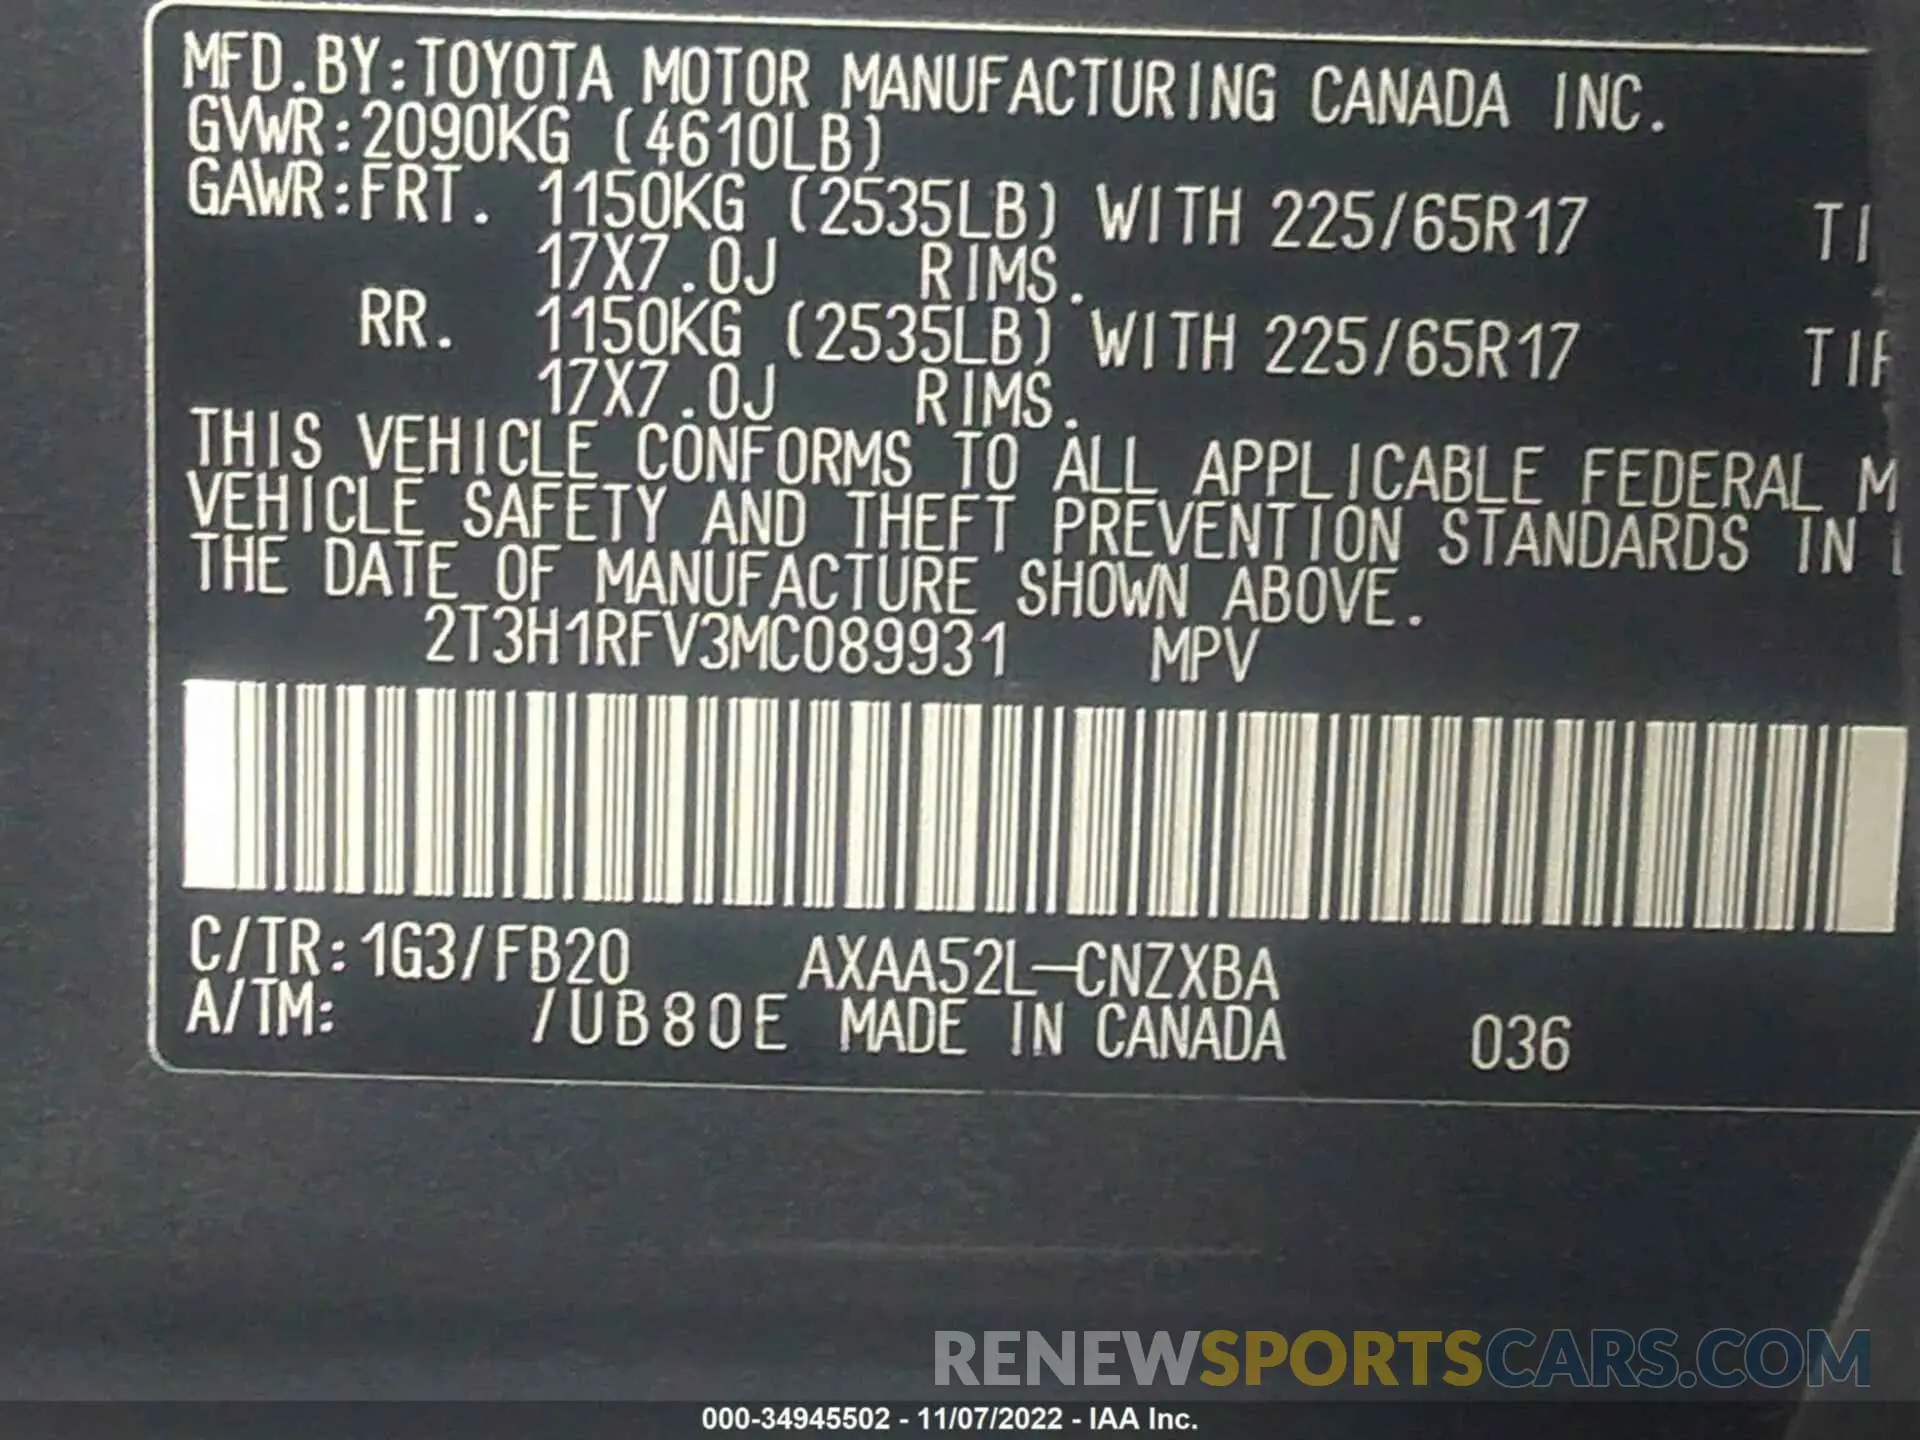 MFD.BY:TOYOTA MOTOR MANUFACTURING CANADA INC.
GVWR:2090KG (4610LB)
GAWR:FRT. 1150KG (2535LB) WITH 225/65R17
17X7.0J RIMS.
RR. 1150KG (2535LB) WITH 225/65R17
17X7.0J RIMS.
THIS VEHICLE CONFORMS TO ALL APPLICABLE FEDERAL M
VEHICLE SAFETY AND THEFT PREVENTION STANDARDS IN
THE DATE OF MANUFACTURE SHOWN ABOVE.
2T3H1RFV3MC089931 MPV
C/TR:1G3/FB20 AXAA52L-CNZXBA
A/TM: /UB80E MADE IN CANADA 036
RENEWSPORTSCARS.COM
000-34945502 - 11/07/2022 - IAA Inc.